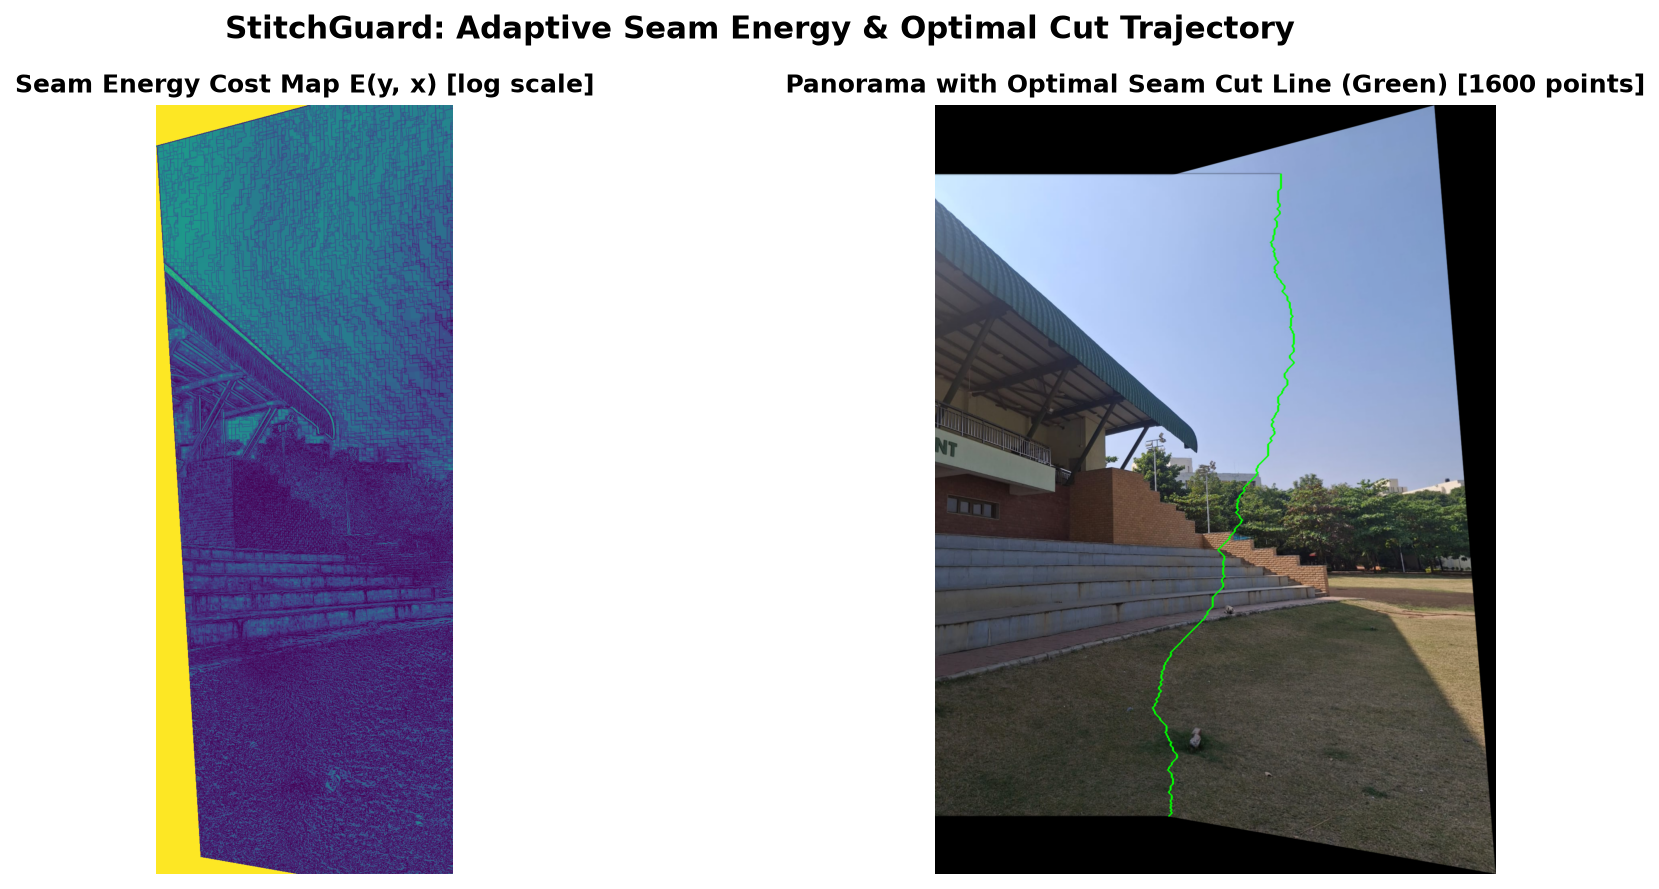 StitchGuard: Adaptive Seam Energy & Optimal Cut Trajectory
Seam Energy Cost Map E(y, x) [log scale]
Panorama with Optimal Seam Cut Line (Green) [1600 points]
NT